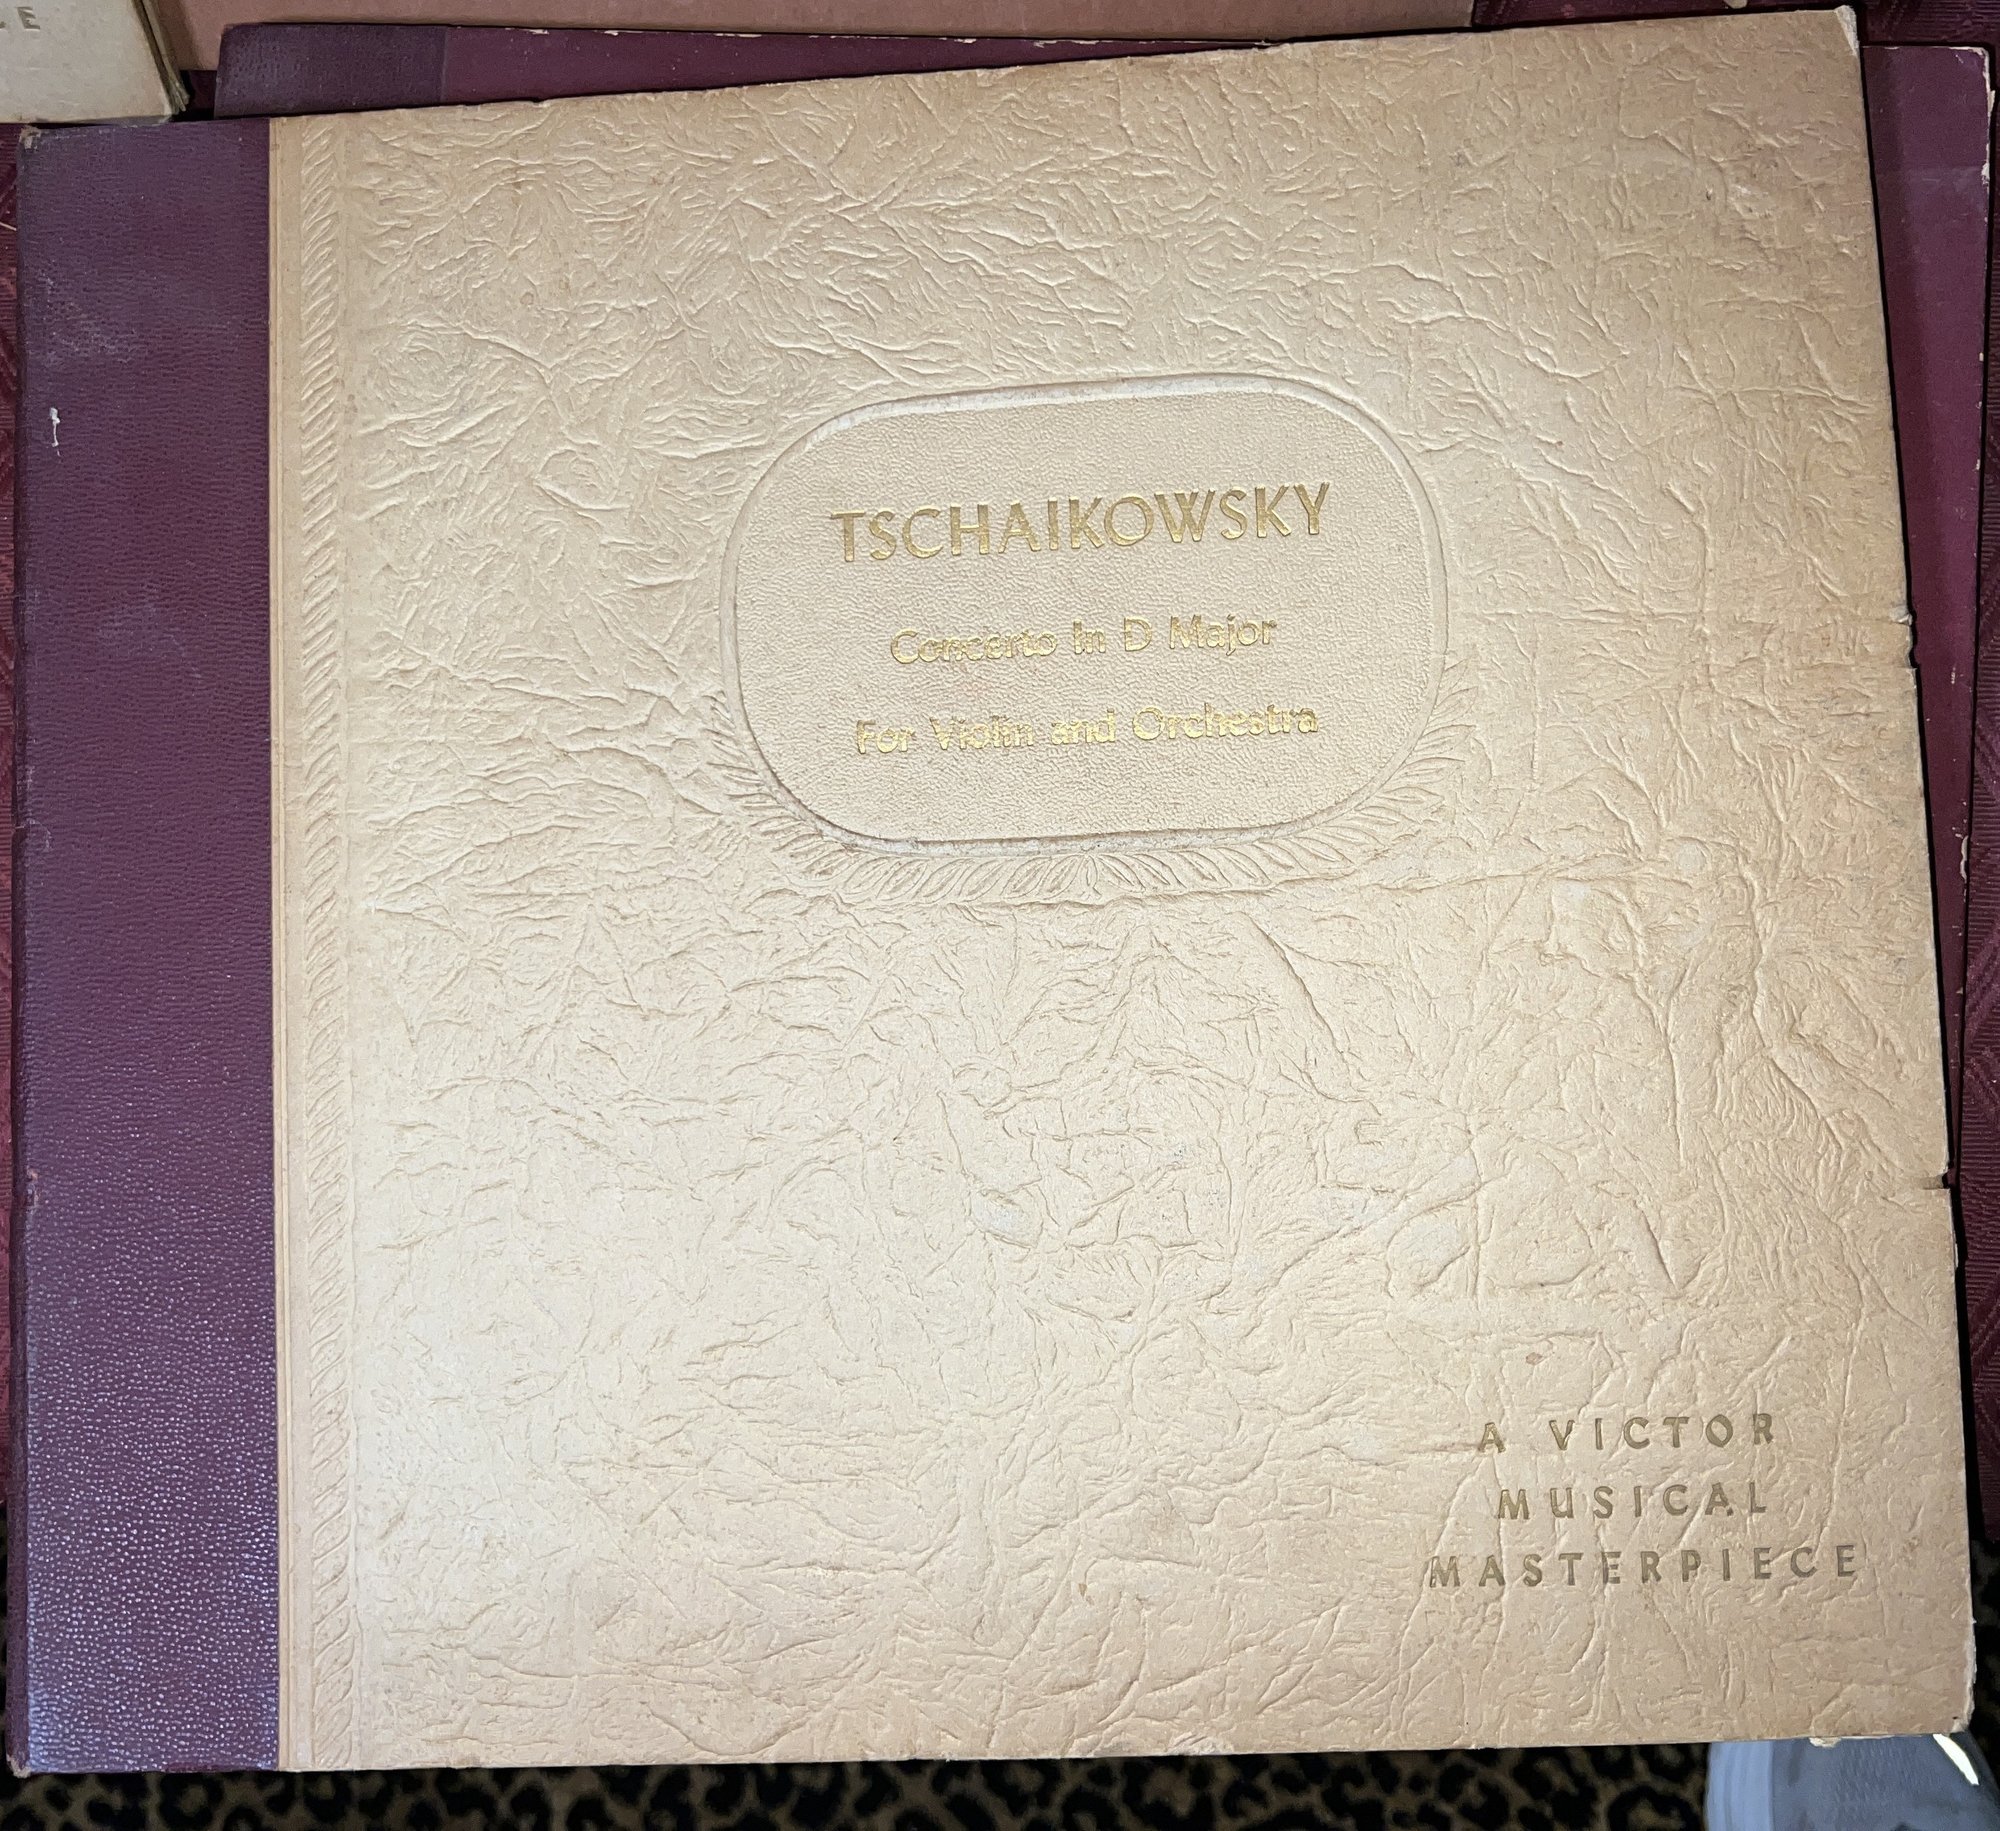 TSCHAIKOWSKY
Concerto In D Major
For Violin and Orchestra
A VICTOR
MUSICAL
MASTERPIECE